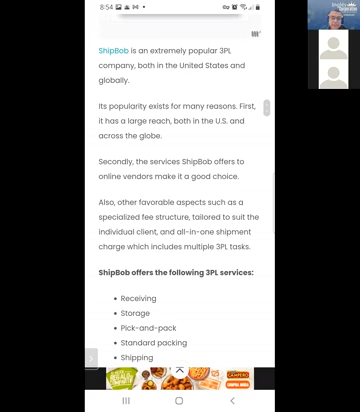 8:54
ShipBob is an extremely popular 3PL
company, both in the United States and
globally.
Its popularity exists for many reasons. First,
it has a large reach, both in the U.S. and
across the globe.
Secondly, the services ShipBob offers to
online vendors make it a good choice.
Also, other favorable aspects such as a
specialized fee structure, tailored to suit the
individual client, and all-in-one shipment
charge which includes multiple 3PL tasks.
ShipBob offers the following 3PL services:
• Receiving
• Storage
• Pick-and-pack
• Standard packing
• Shipping
CAMPERO